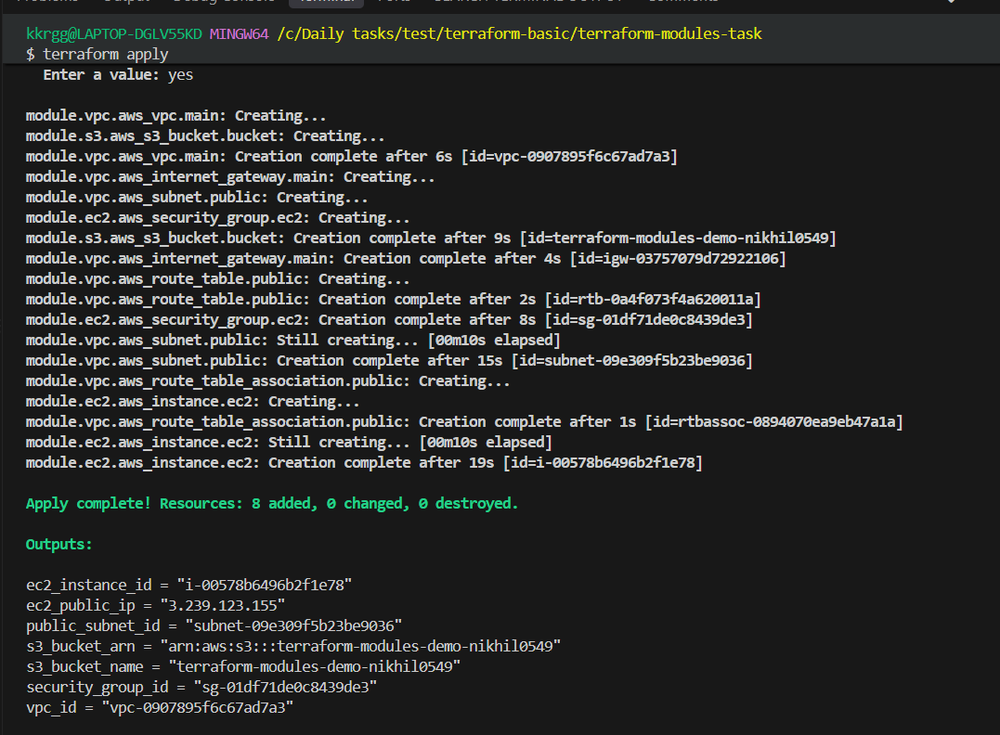 kkrgg@LAPTOP-DGLV55KD MINGW64 /c/Daily tasks/test/terraform-basic/terraform-modules-task
$ terraform apply
Enter a value: yes
module.vpc.aws_vpc.main: Creating...
module.s3.aws_s3_bucket.bucket: Creating...
module.vpc.aws_vpc.main: Creation complete after 6s [id=vpc-0907895f6c67ad7a3]
module.vpc.aws_internet_gateway.main: Creating...
module.vpc.aws_subnet.public: Creating...
module.ec2.aws_security_group.ec2: Creating...
module.s3.aws_s3_bucket.bucket: Creation complete after 9s [id=terraform-modules-demo-nikhil0549]
module.vpc.aws_internet_gateway.main: Creation complete after 4s [id=igw-03757079d72922106]
module.vpc.aws_route_table.public: Creating...
module.vpc.aws_route_table.public: Creation complete after 2s [id=rtb-0a4f073f4a620011a]
module.ec2.aws_security_group.ec2: Creation complete after 8s [id=sg-01df71de0c8439de3]
module.vpc.aws_subnet.public: Still creating... [00m10s elapsed]
module.vpc.aws_subnet.public: Creation complete after 15s [id=subnet-09e309f5b23be9036]
module.vpc.aws_route_table_association.public: Creating...
module.ec2.aws_instance.ec2: Creating...
module.vpc.aws_route_table_association.public: Creation complete after 1s [id=rtbassoc-0894070ea9eb47a1a]
module.ec2.aws_instance.ec2: Still creating... [00m10s elapsed]
module.ec2.aws_instance.ec2: Creation complete after 19s [id=i-00578b6496b2f1e78]
Apply complete! Resources: 8 added, 0 changed, 0 destroyed.
Outputs:
ec2_instance_id = "i-00578b6496b2f1e78"
ec2_public_ip = "3.239.123.155"
public_subnet_id = "subnet-09e309f5b23be9036"
s3_bucket_arn = "arn:aws:s3:::terraform-modules-demo-nikhil0549"
s3_bucket_name = "terraform-modules-demo-nikhil0549"
security_group_id = "sg-01df71de0c8439de3"
vpc_id = "vpc-0907895f6c67ad7a3"